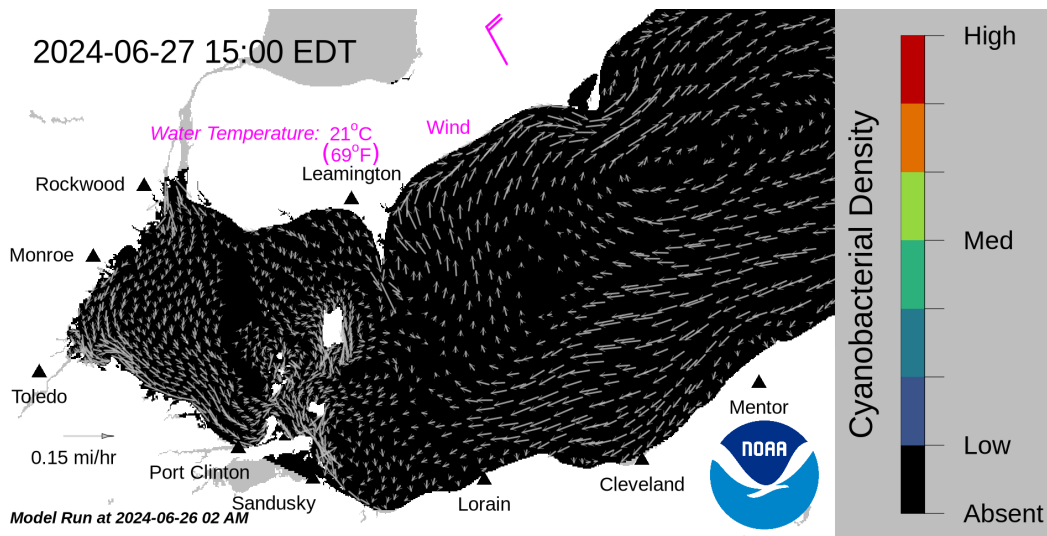 2024-06-27 15:00 EDT
Water Temperature: 21°C
(69°F)
Wind
Leamington
Rockwood
Monroe
Toledo
0.15 mi/hr
Port Clinton
Sandusky
Lorain
Cleveland
Mentor
NOAA
Model Run at 2024-06-26 02 AM
Cyanobacterial Density
High
Med
Low
Absent